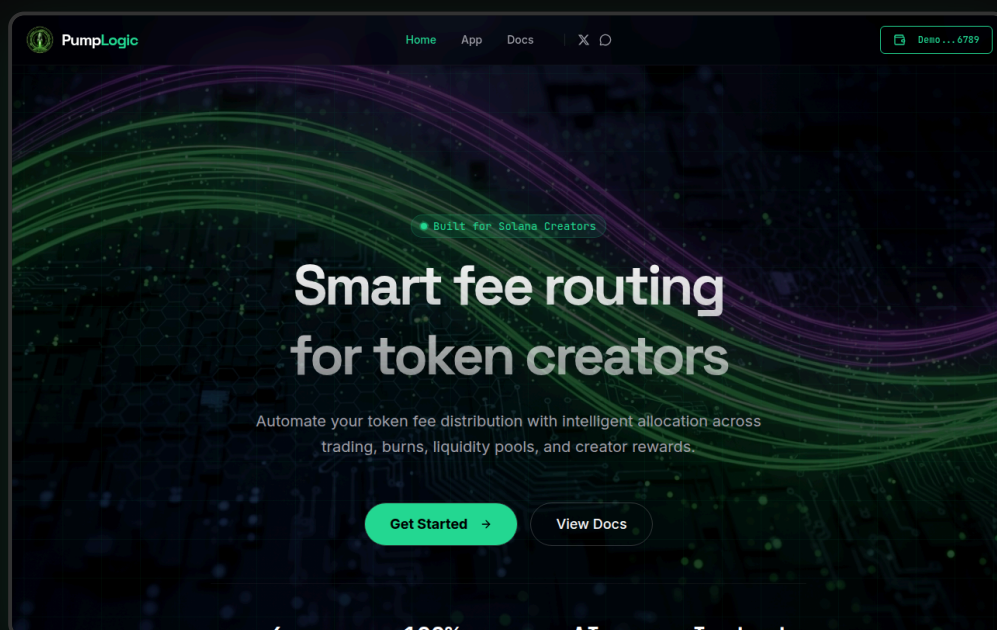 PumpLogic
Home App Docs
Demo...6789
Built for Solana Creators
Smart fee routing
for token creators
Automate your token fee distribution with intelligent allocation across
trading, burns, liquidity pools, and creator rewards.
Get Started → View Docs